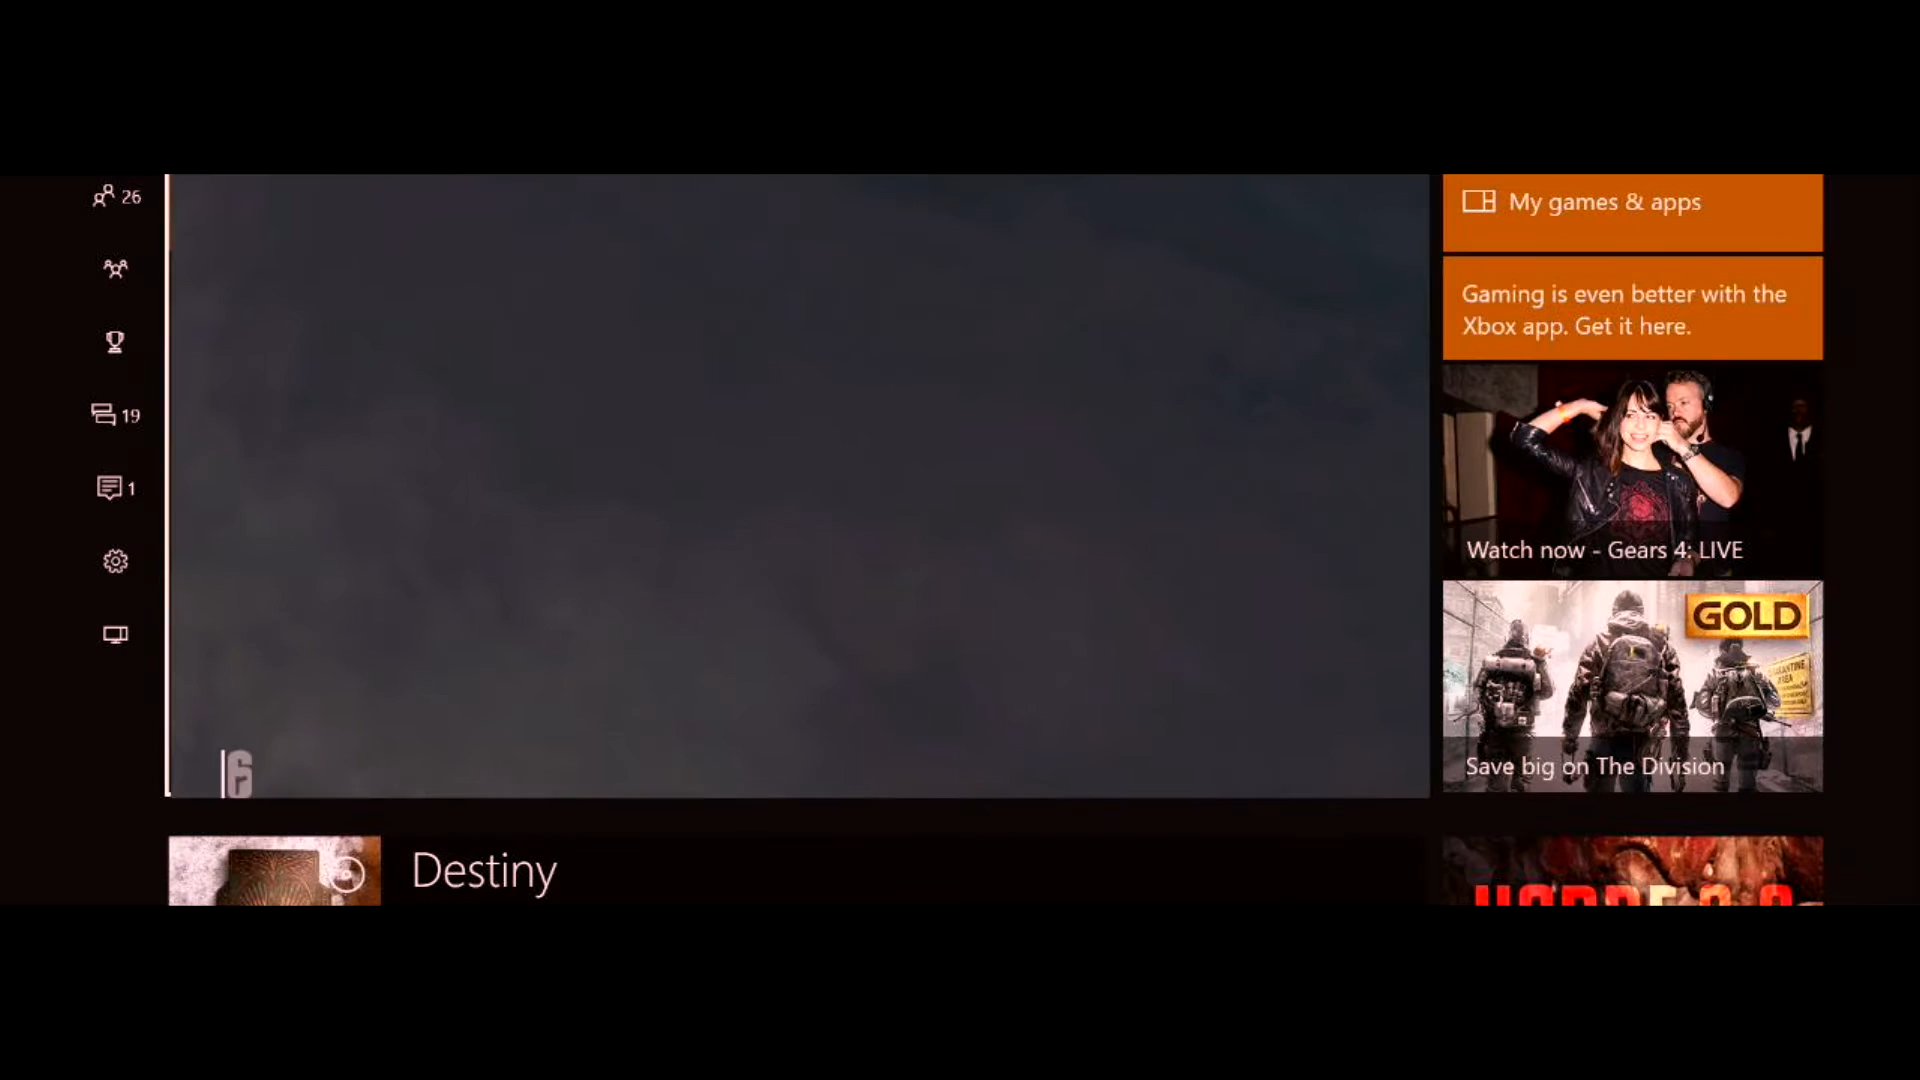 26
19
1
My games & apps
Gaming is even better with the
Xbox app. Get it here.
Watch now - Gears 4: LIVE
GOLD
Save big on The Division
6
Destiny